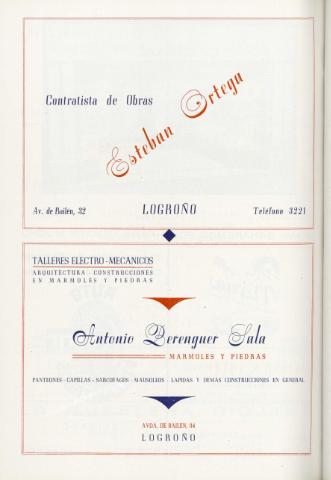 Contratista de Obras
Esteban Ortega
Av. de Bailén, 32 LOGROÑO Teléfono 3221
TALLERES ELECTRO-MECANICOS
ARQUITECTURA - CONSTRUCCIONES
EN MARMOLES Y PIEDRAS
Antonio Berenguer Sala
MARMOLES Y PIEDRAS
PANTEONES - CAPILLAS - SARCOFAGOS - MAUSOLEOS - LAPIDAS Y DEMAS CONSTRUCCIONES EN GENERAL
AVDA. DE BAILEN, 34
LOGROÑO